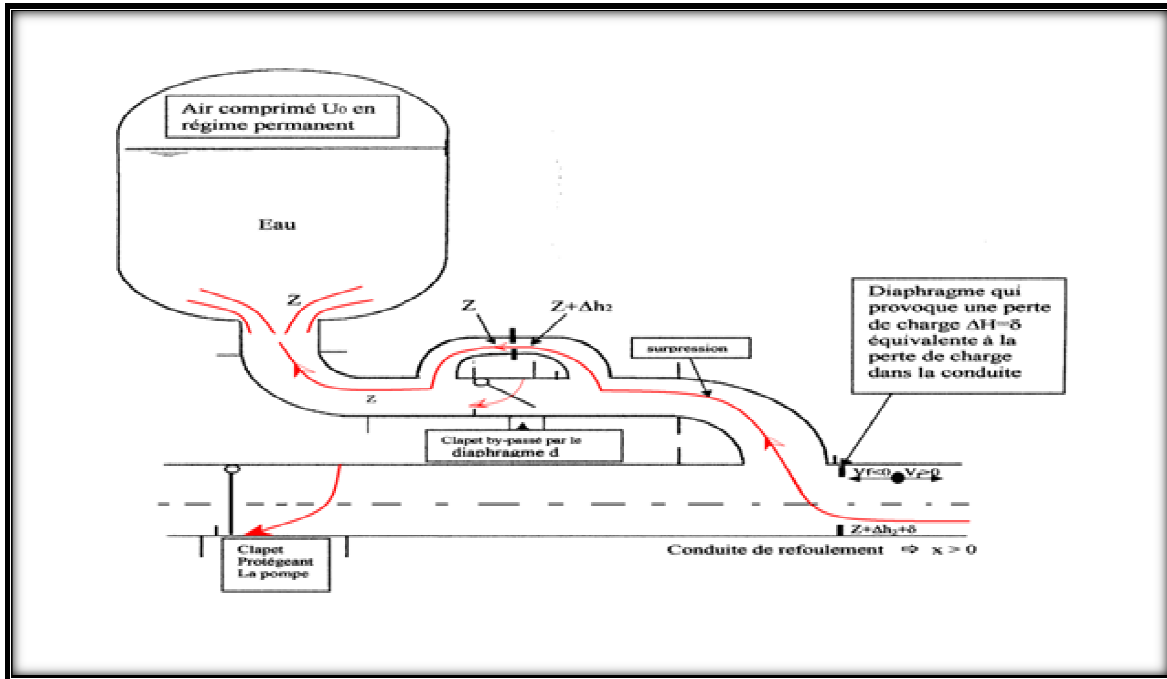 Air comprimé U₀ en
régime permanent
Eau
Z
Z
Z+Δh₂
surpression
Diaphragme qui
provoque une perte
de charge ΔH=δ
équivalente à la
perte de charge
dans la conduite
Z
Clapet by-passé par le
diaphragme d
Vf<0 Vf>0
Z+Δh₂+δ
Clapet
Protégeant
La pompe
Conduite de refoulement ⇨ x > 0